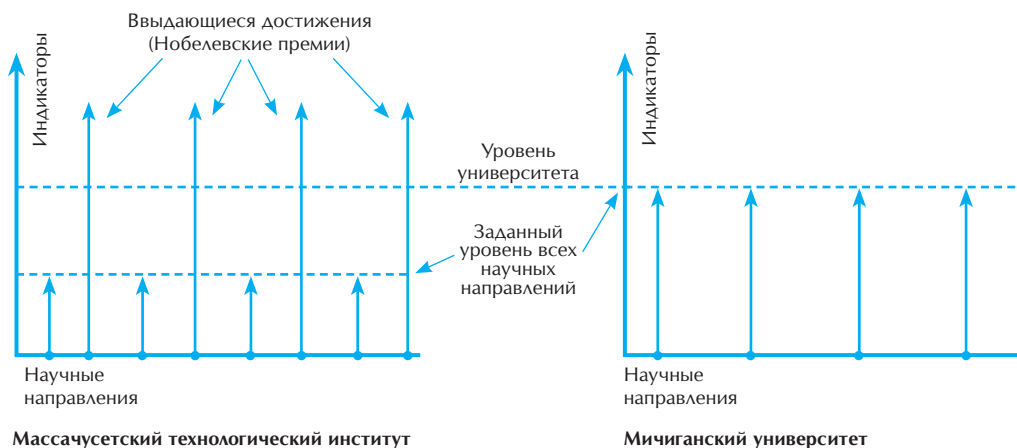 Ввыдающиеся достижения
(Нобелевские премии)
Индикаторы
Индикаторы
Уровень
университета
Заданный
уровень всех
научных
направлений
Научные
направления
Научные
направления
Массачусетский технологический институт
Мичиганский университет